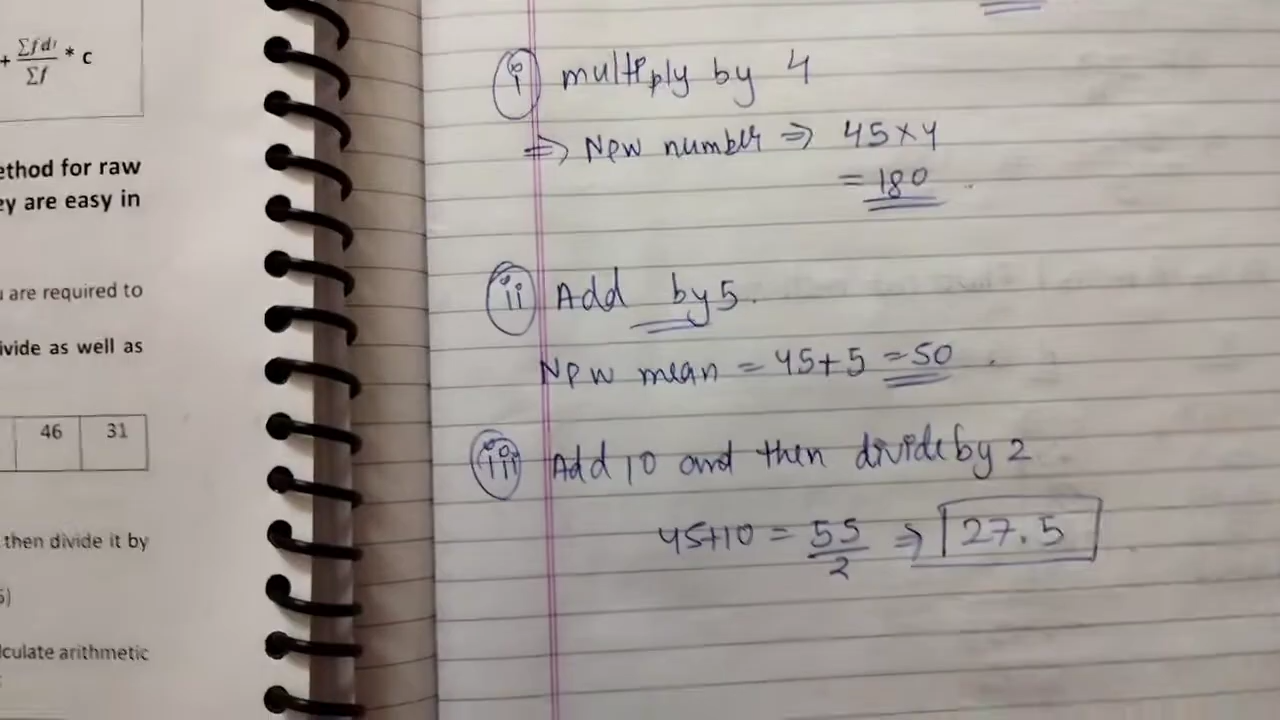 + Σfd' / Σf * c
ethod for raw
ey are easy in
are required to
ivide as well as
46 31
then divide it by
5)
lculate arithmetic
i multiply by 4
⇒ New number ⇒ 45×4
= 180
ii Add by 5.
New mean = 45+5 = 50
iii Add 10 and then divide by 2
45+10 = 55/2 ⇒ 27.5